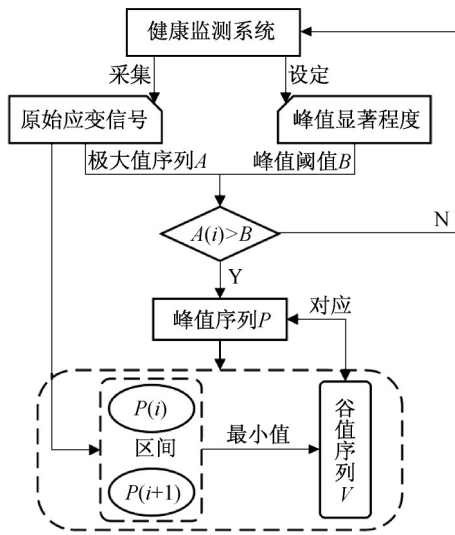 健康监测系统
采集
设定
原始应变信号
峰值显著程度
极大值序列A
峰值阈值B
A(i)>B
N
Y
峰值序列P
对应
P(i)
区间
P(i+1)
最小值
谷值序列V